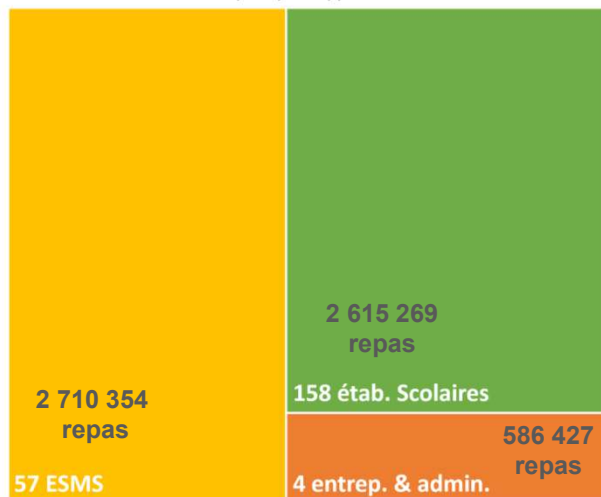 2 710 354
repas
57 ESMS
2 615 269
repas
158 étab. Scolaires
586 427
repas
4 entrep. & admin.